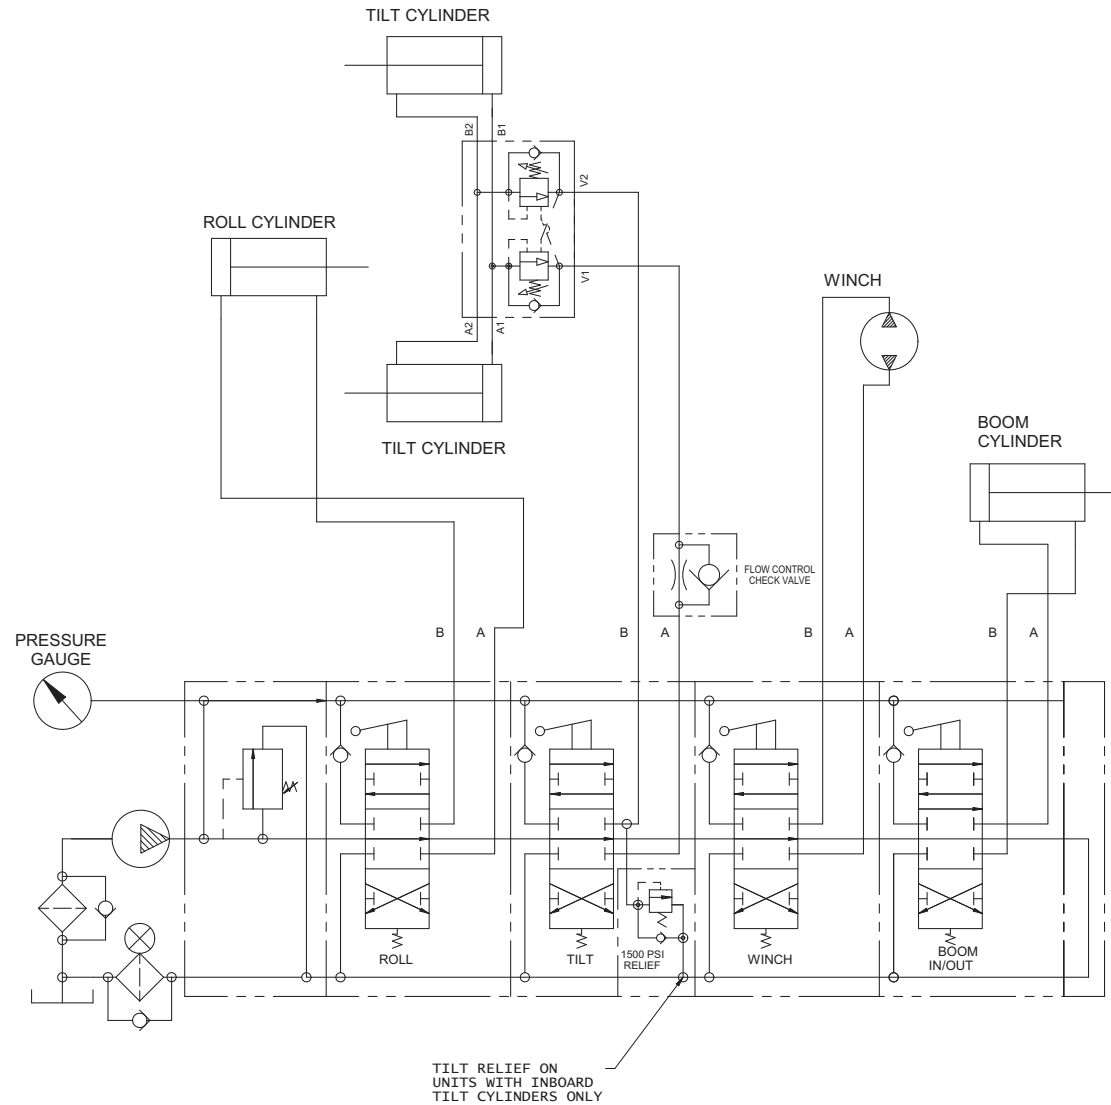 TILT CYLINDER
B2
B1
V2
ROLL CYLINDER
V1
WINCH
A2
A1
TILT CYLINDER
BOOM
CYLINDER
FLOW CONTROL
CHECK VALVE
B
A
B
A
B
A
B
A
PRESSURE
GAUGE
ROLL
TILT
1500 PSI
RELIEF
WINCH
BOOM
IN/OUT
TILT RELIEF ON
UNITS WITH INBOARD
TILT CYLINDERS ONLY